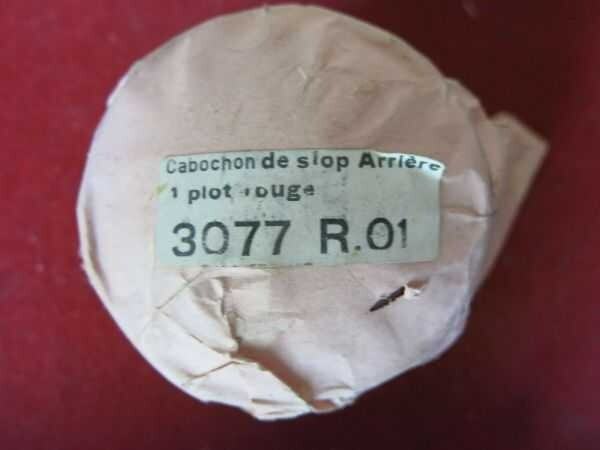 Cabochon de stop Arrière
1 plot rouge
3077 R.01